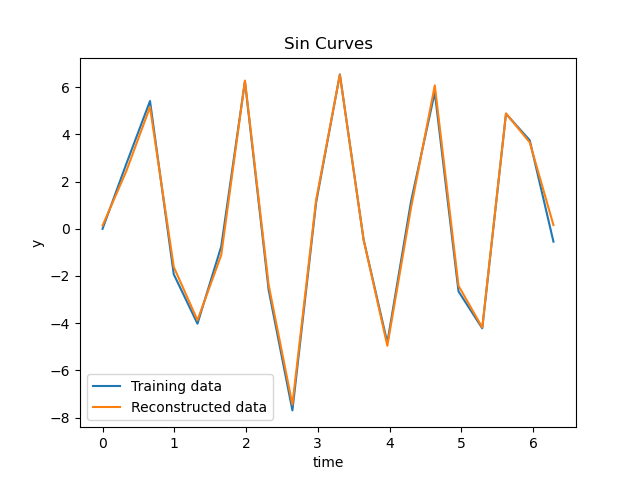 Sin Curves
y
6
4
2
0
−2
−4
−6
−8
Training data
Reconstructed data
0 1 2 3 4 5 6
time